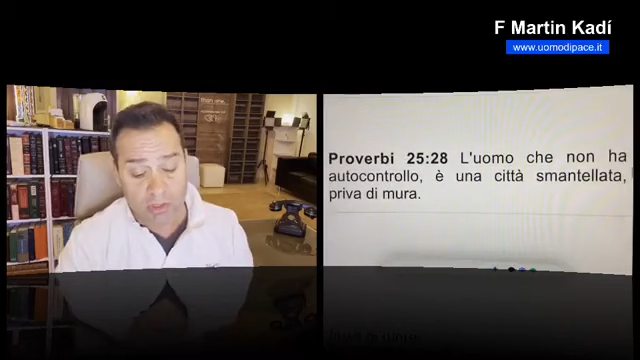 F Martin Kadí
www.uomodipace.it
Proverbi 25:28 L'uomo che non ha
autocontrollo, è una città smantellata,
priva di mura.